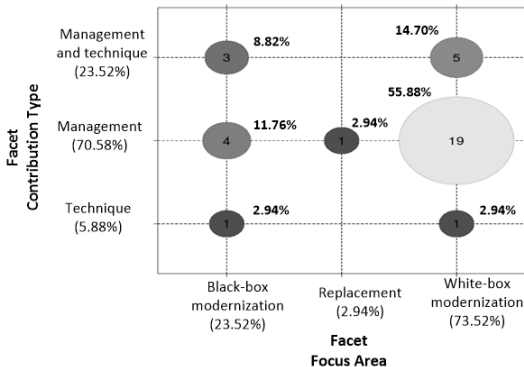 Facet
Contribution Type
Management
and technique
(23.52%)
3
8.82%
5
14.70%
Management
(70.58%)
4
11.76%
1
2.94%
19
55.88%
Technique
(5.88%)
1
2.94%
1
2.94%
Black-box
modernization
(23.52%)
Replacement
(2.94%)
White-box
modernization
(73.52%)
Facet
Focus Area